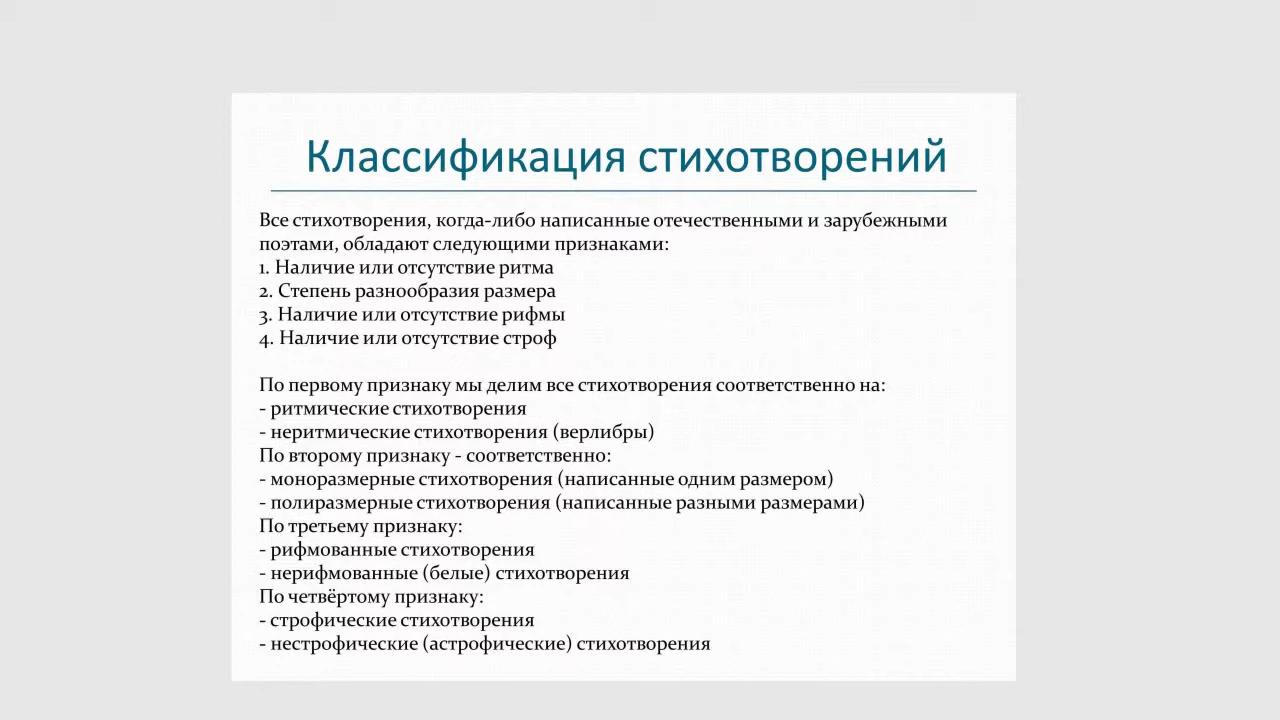 Классификация стихотворений
Все стихотворения, когда-либо написанные отечественными и зарубежными
поэтами, обладают следующими признаками:
1. Наличие или отсутствие ритма
2. Степень разнообразия размера
3. Наличие или отсутствие рифмы
4. Наличие или отсутствие строф
По первому признаку мы делим все стихотворения соответственно на:
- ритмические стихотворения
- неритмические стихотворения (верлибры)
По второму признаку - соответственно:
- моноразмерные стихотворения (написанные одним размером)
- полиразмерные стихотворения (написанные разными размерами)
По третьему признаку:
- рифмованные стихотворения
- нерифмованные (белые) стихотворения
По четвёртому признаку:
- строфические стихотворения
- нестрофические (астрофические) стихотворения